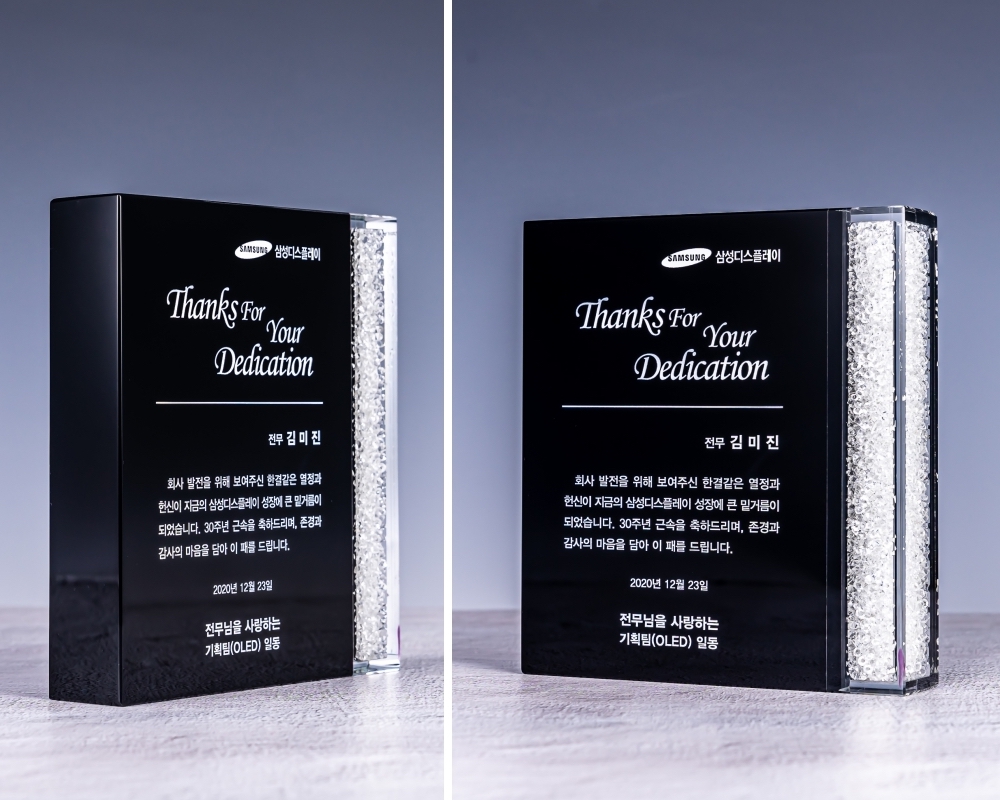 SAMSUNG 삼성디스플레이
Thanks For
Your
Dedication
전무 김 미 진
회사 발전을 위해 보여주신 한결같은 열정과
헌신이 지금의 삼성디스플레이 성장에 큰 밑거름이
되었습니다. 30주년 근속을 축하드리며, 존경과
감사의 마음을 담아 이 패를 드립니다.
2020년 12월 23일
전무님을 사랑하는
기획팀(OLED) 일동
SAMSUNG 삼성디스플레이
Thanks For
Your
Dedication
전무 김 미 진
회사 발전을 위해 보여주신 한결같은 열정과
헌신이 지금의 삼성디스플레이 성장에 큰 밑거름이
되었습니다. 30주년 근속을 축하드리며, 존경과
감사의 마음을 담아 이 패를 드립니다.
2020년 12월 23일
전무님을 사랑하는
기획팀(OLED) 일동